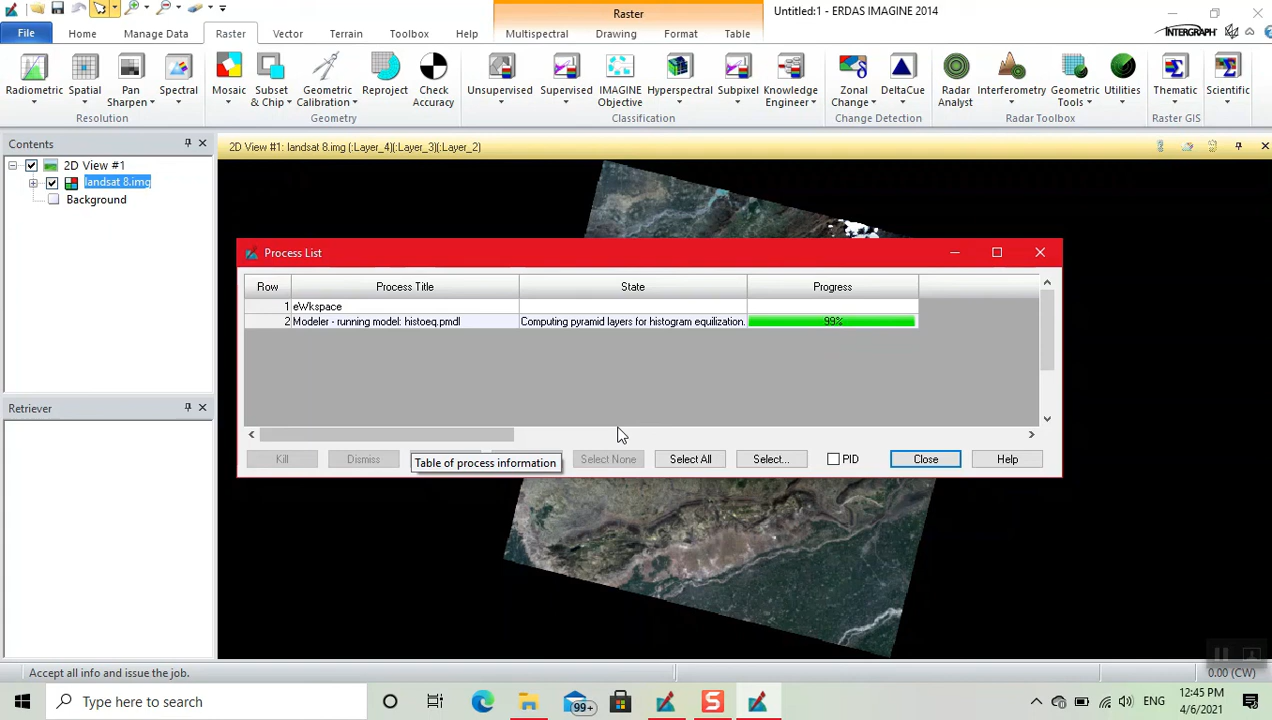 Raster
Untitled:1 - ERDAS IMAGINE 2014
File
Home
Manage Data
Raster
Vector
Terrain
Toolbox
Help
Multispectral
Drawing
Format
Table
INTERGRAPH
Radiometric
Spatial
Pan
Sharpen
Spectral
Mosaic
Subset
& Chip
Geometric
Calibration
Reproject
Check
Accuracy
Unsupervised
Supervised
IMAGINE
Objective
Hyperspectral
Subpixel
Knowledge
Engineer
Zonal
Change
DeltaCue
Radar
Analyst
Interferometry
Geometric
Tools
Utilities
Thematic
Scientific
Resolution
Geometry
Classification
Change Detection
Radar Toolbox
Raster GIS
Contents
2D View #1
landsat 8.img
Background
2D View #1: landsat 8.img (:Layer_4)(:Layer_3)(:Layer_2)
Process List
Row Process Title State Progress
1 eWkspace
2 Modeler - running model: histoeq.pmdl Computing pyramid layers for histogram equilization. 99%
Kill
Dismiss
Table of process information
Select None
Select All
Select...
PID
Close
Help
Retriever
Accept all info and issue the job.
0.00 (CW)
Type here to search
99+
ENG
12:45 PM
4/6/2021